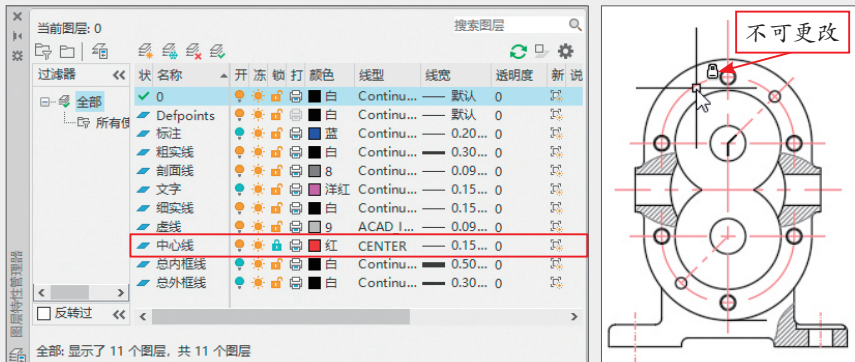 当前图层: 0
搜索图层
过滤器
全部
所有使
状 名称 开 冻 锁 打 颜色 线型 线宽 透明度 新 说
0 白 Continu... 默认 0
Defpoints 白 Continu... 默认 0
标注 蓝 Continu... 0.20... 0
粗实线 白 Continu... 0.30... 0
剖面线 8 Continu... 0.09... 0
文字 洋红 Continu... 0.15... 0
细实线 白 Continu... 0.15... 0
虚线 9 ACAD_I... 0.09... 0
中心线 红 CENTER 0.15... 0
总内框线 白 Continu... 0.50... 0
总外框线 白 Continu... 0.30... 0
反转过
全部: 显示了 11 个图层, 共 11 个图层
图层特性管理器
不可更改